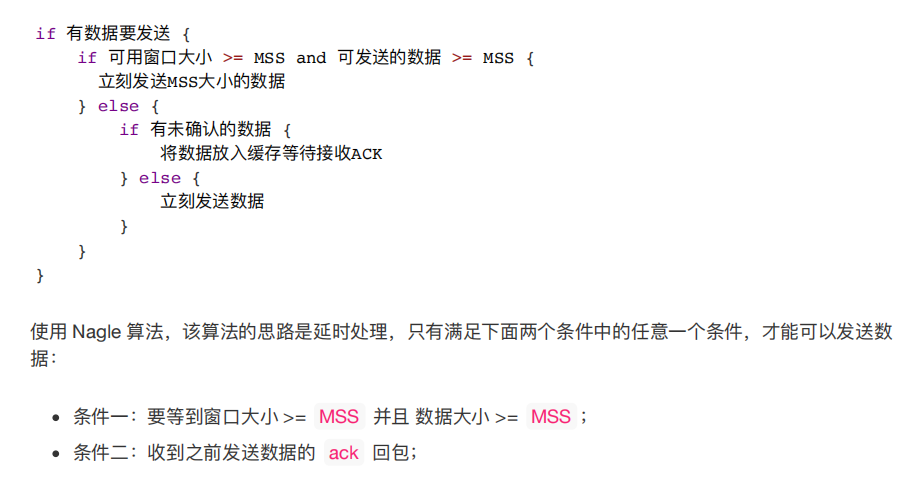 if 有数据要发送 {
if 可用窗口大小 >= MSS and 可发送的数据 >= MSS {
立刻发送MSS大小的数据
} else {
if 有未确认的数据 {
将数据放入缓存等待接收ACK
} else {
立刻发送数据
}
}
}
使用 Nagle 算法，该算法的思路是延时处理，只有满足下面两个条件中的任意一个条件，才能可以发送数
据：
• 条件一：要等到窗口大小 >= MSS 并且 数据大小 >= MSS ；
• 条件二：收到之前发送数据的 ack 回包；